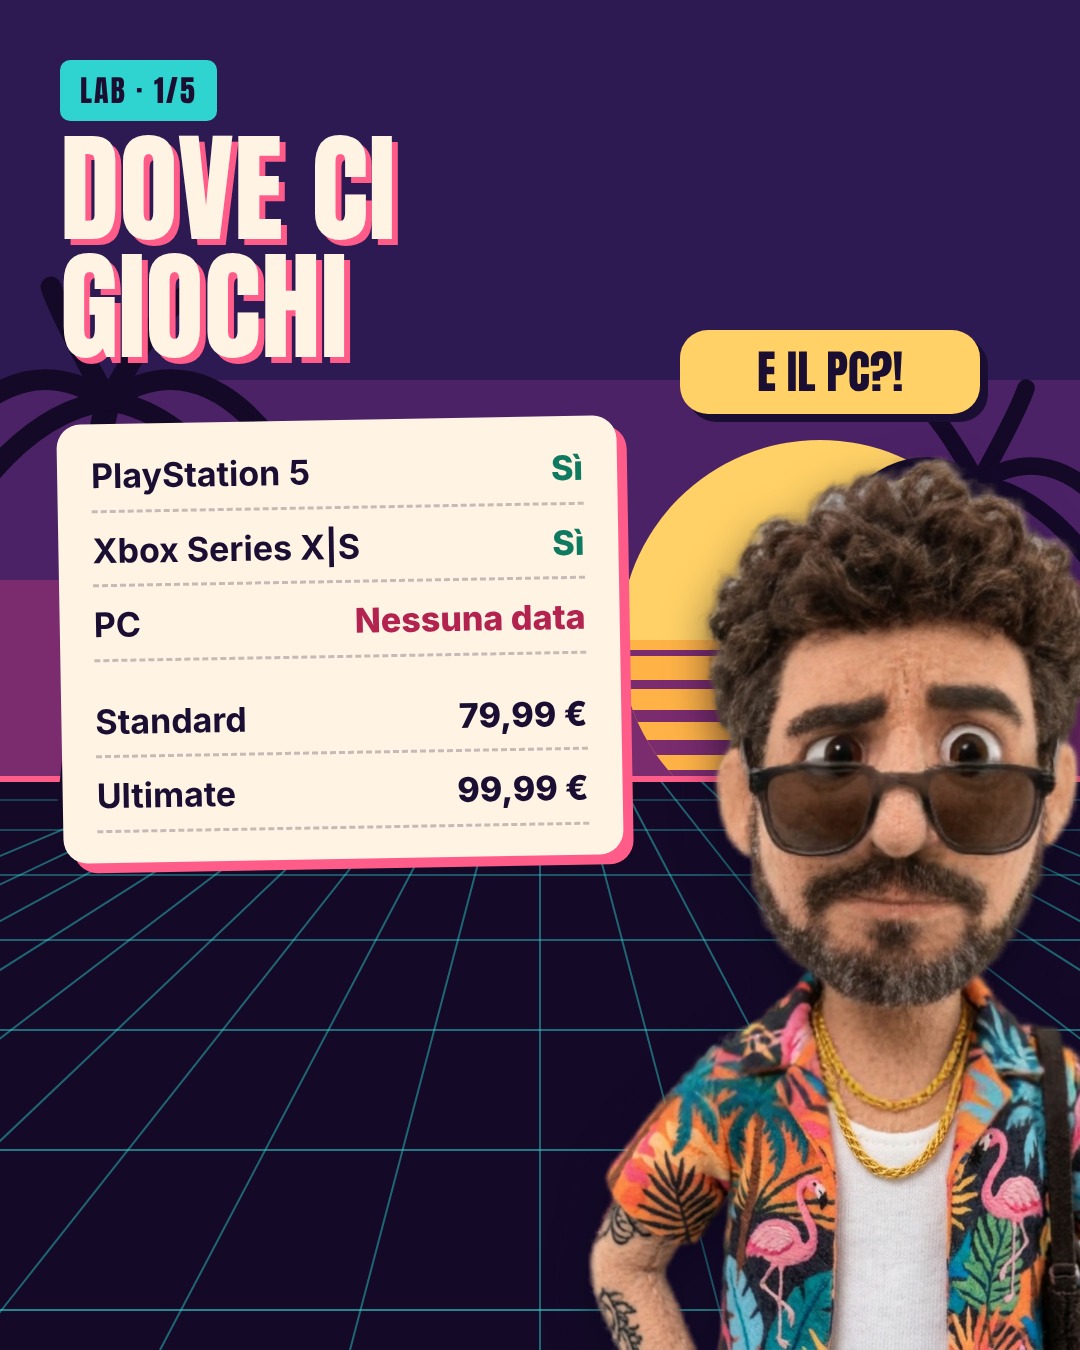 LAB · 1/5
DOVE CI
GIOCHI
E IL PC?!
PlayStation 5 Sì
Xbox Series X|S Sì
PC Nessuna data
Standard 79,99 €
Ultimate 99,99 €